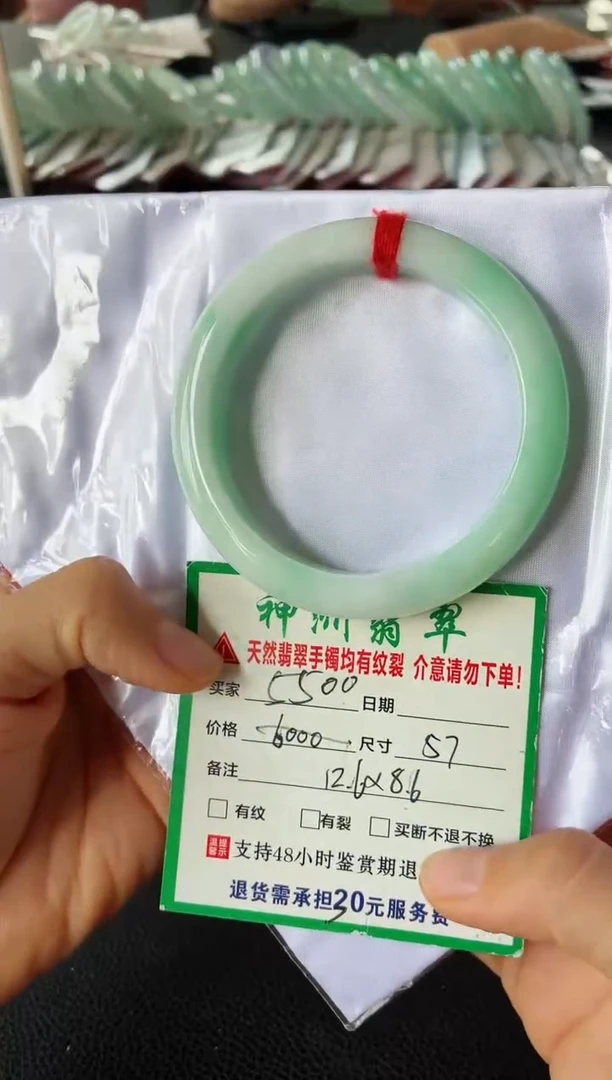 神州翡翠
天然翡翠手镯均有纹裂 介意请勿下单!
买家 5500 日期
价格 6000 尺寸 57
备注 12.6x8.6
有纹 有裂 买断不退不换
温馨提示 支持48小时鉴赏期退
退货需承担30元服务费